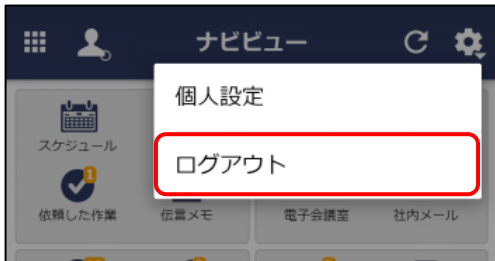 ナビビュー
個人設定
ログアウト
スケジュール
1
依頼した作業
伝言メモ
電子会議室
社内メール